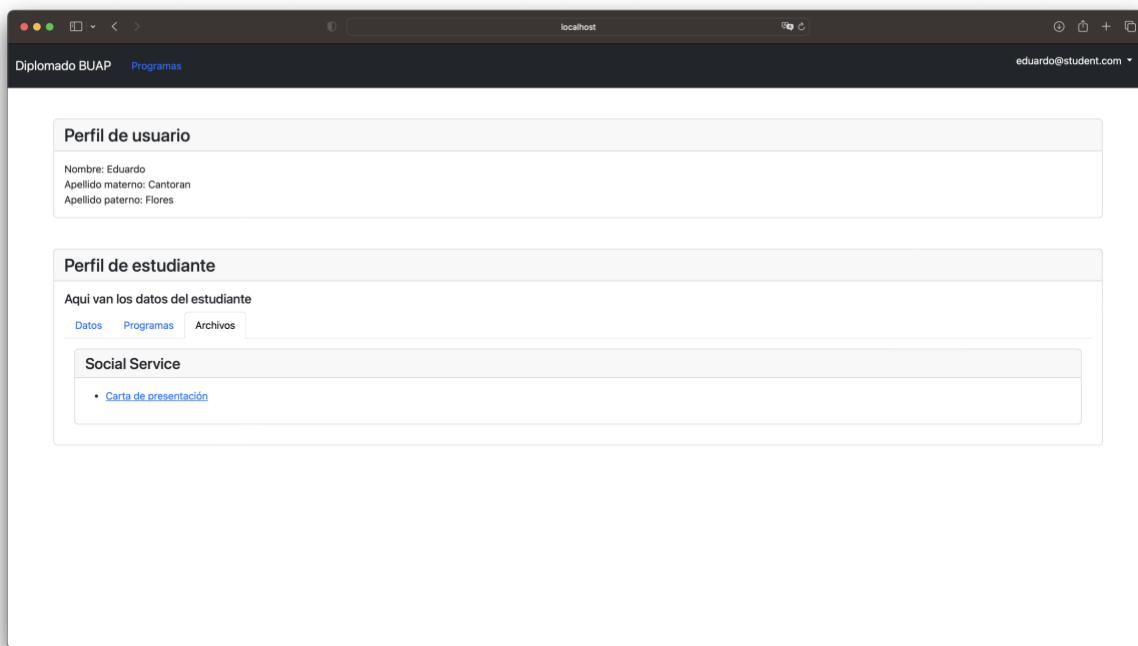 localhost
Diplomado BUAP Programas eduardo@student.com
Perfil de usuario
Nombre: Eduardo
Apellido materno: Cantoran
Apellido paterno: Flores
Perfil de estudiante
Aqui van los datos del estudiante
Datos Programas Archivos
Social Service
• Carta de presentación